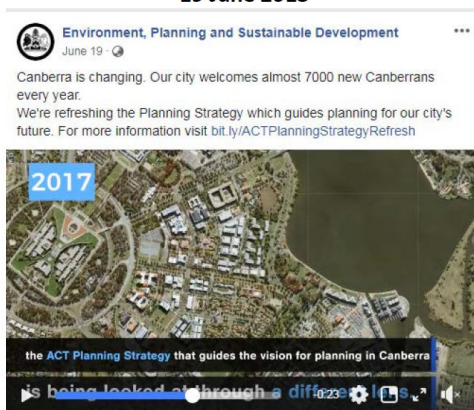 Environment, Planning and Sustainable Development
June 19 ·
Canberra is changing. Our city welcomes almost 7000 new Canberrans
every year.
We're refreshing the Planning Strategy which guides planning for our city's
future. For more information visit bit.ly/ACTPlanningStrategyRefresh
2017
the ACT Planning Strategy that guides the vision for planning in Canberra
is being looked at through a different lens.
-0:23